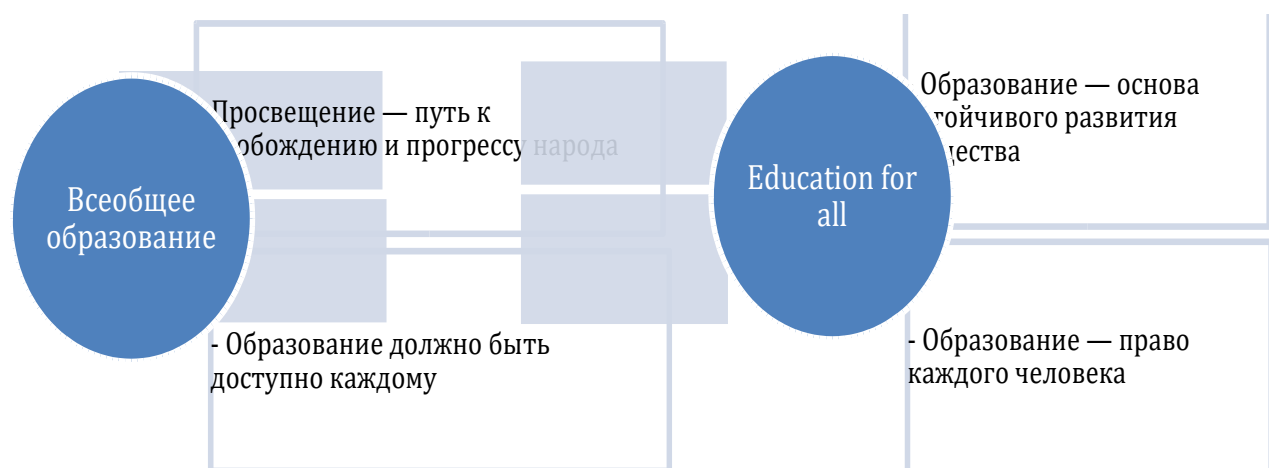 Всеобщее
образование
Просвещение — путь к
и прогрессу народа
- Образование должно быть
доступно каждому
Education for
all
Образование — основа
развития
- Образование — право
каждого человека